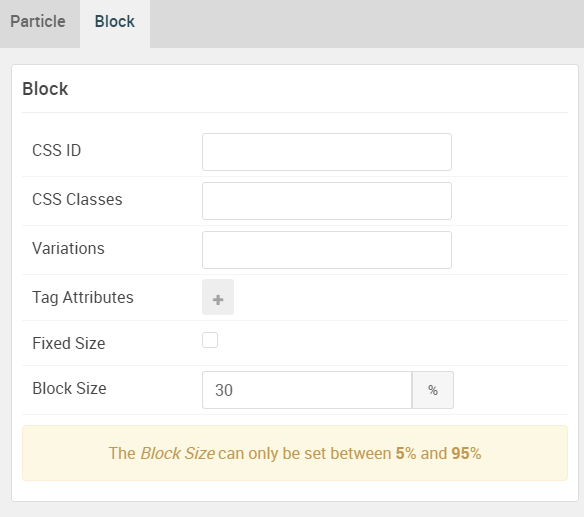 Particle Block
Block
CSS ID
CSS Classes
Variations
Tag Attributes
+
Fixed Size
Block Size 30 %
The Block Size can only be set between 5% and 95%